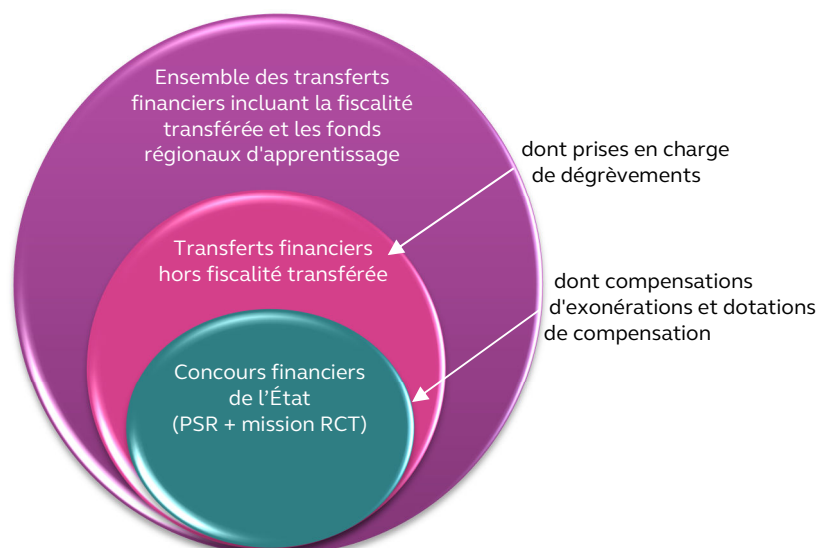 Ensemble des transferts
financiers incluant la fiscalité
transférée et les fonds
régionaux d'apprentissage
dont prises en charge
de dégrèvements
Transferts financiers
hors fiscalité transférée
dont compensations
d'exonérations et dotations
de compensation
Concours financiers
de l’État
(PSR + mission RCT)